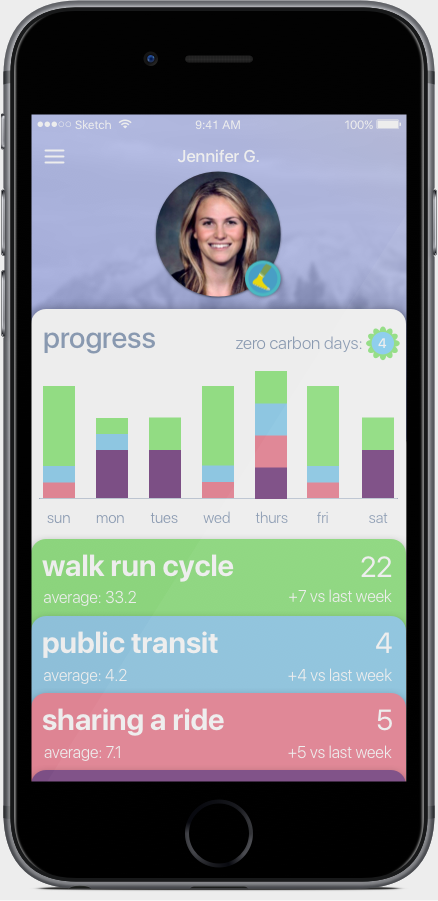 Sketch 9:41 AM 100%
Jennifer G.
progress
zero carbon days: 4
sun mon tues wed thurs fri sat
walk run cycle 22
average: 33.2 +7 vs last week
public transit 4
average: 4.2 +4 vs last week
sharing a ride 5
average: 7.1 +5 vs last week